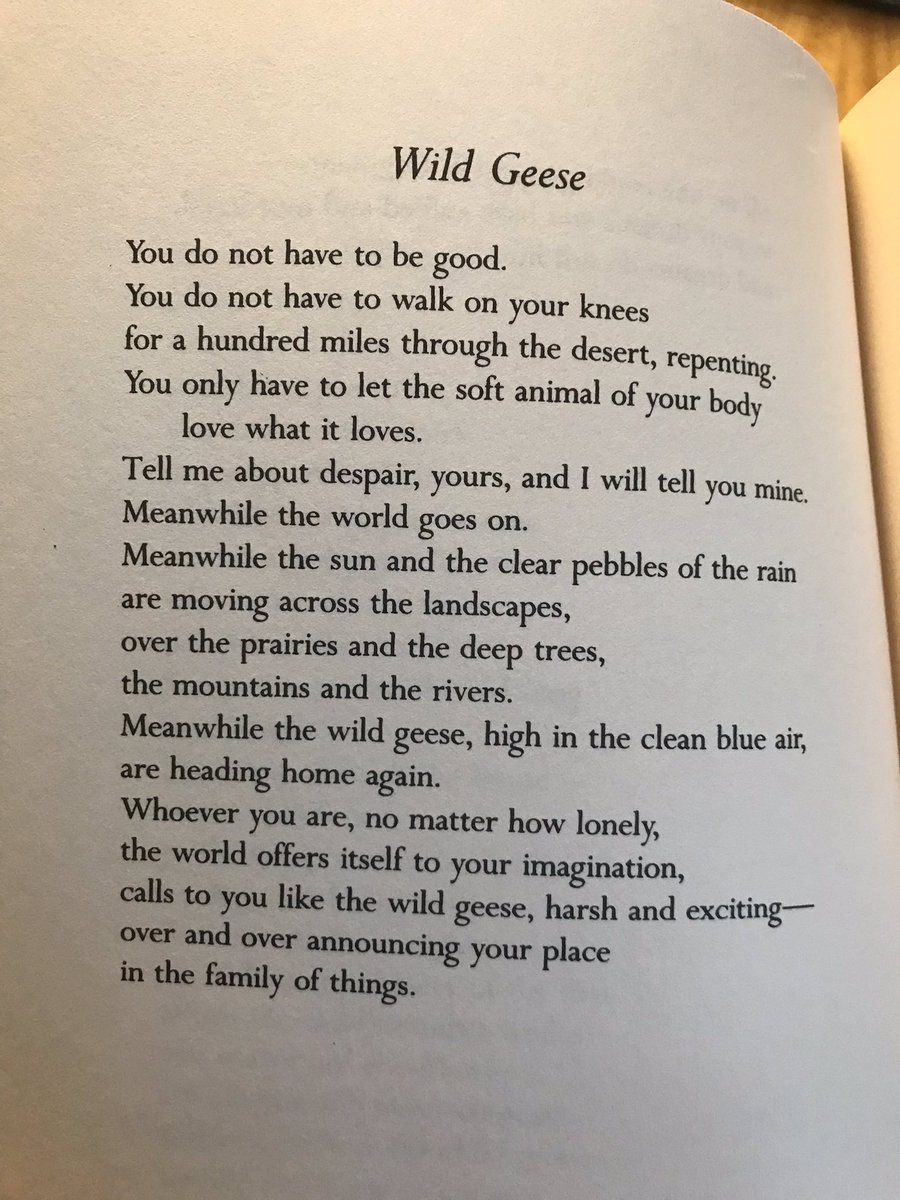 Wild Geese
You do not have to be good.
You do not have to walk on your knees
for a hundred miles through the desert, repenting.
You only have to let the soft animal of your body
love what it loves.
Tell me about despair, yours, and I will tell you mine.
Meanwhile the world goes on.
Meanwhile the sun and the clear pebbles of the rain
are moving across the landscapes,
over the prairies and the deep trees,
the mountains and the rivers.
Meanwhile the wild geese, high in the clean blue air,
are heading home again.
Whoever you are, no matter how lonely,
the world offers itself to your imagination,
calls to you like the wild geese, harsh and exciting—
over and over announcing your place
in the family of things.